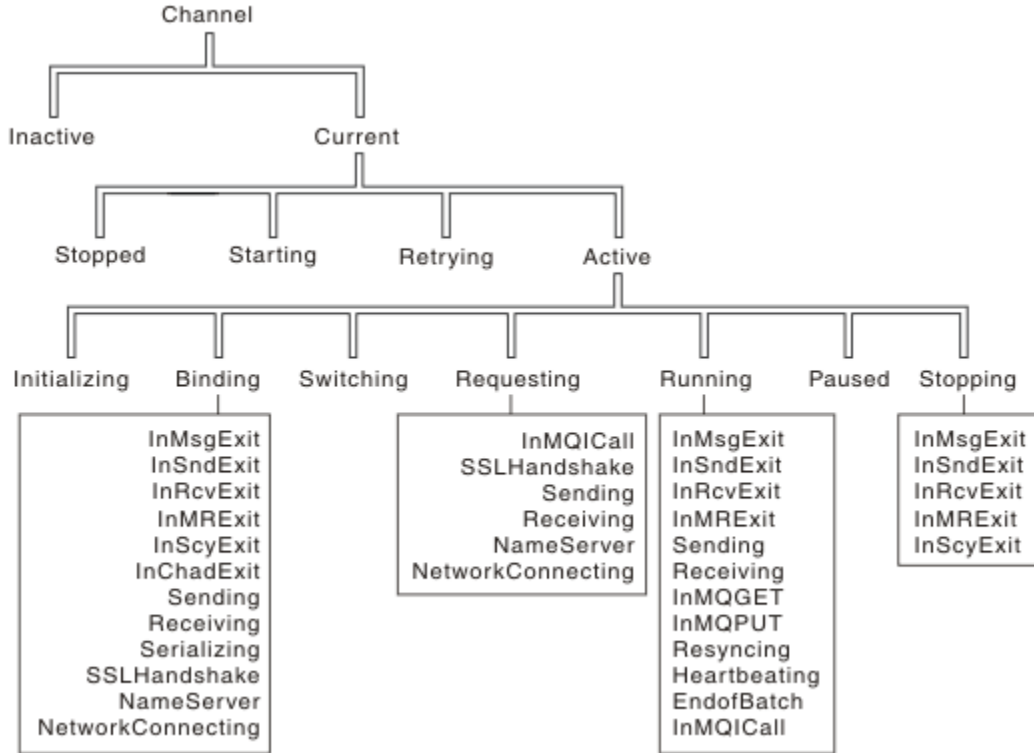 Channel
Inactive
Current
Stopped
Starting
Retrying
Active
Initializing
Binding
Switching
Requesting
Running
Paused
Stopping
InMsgExit
InSndExit
InRcvExit
InMRExit
InScyExit
InChadExit
Sending
Receiving
Serializing
SSLHandshake
NameServer
NetworkConnecting
InMQICall
SSLHandshake
Sending
Receiving
NameServer
NetworkConnecting
InMsgExit
InSndExit
InRcvExit
InMRExit
Sending
Receiving
InMQGET
InMQPUT
Resyncing
Heartbeating
EndofBatch
InMQICall
InMsgExit
InSndExit
InRcvExit
InMRExit
InScyExit